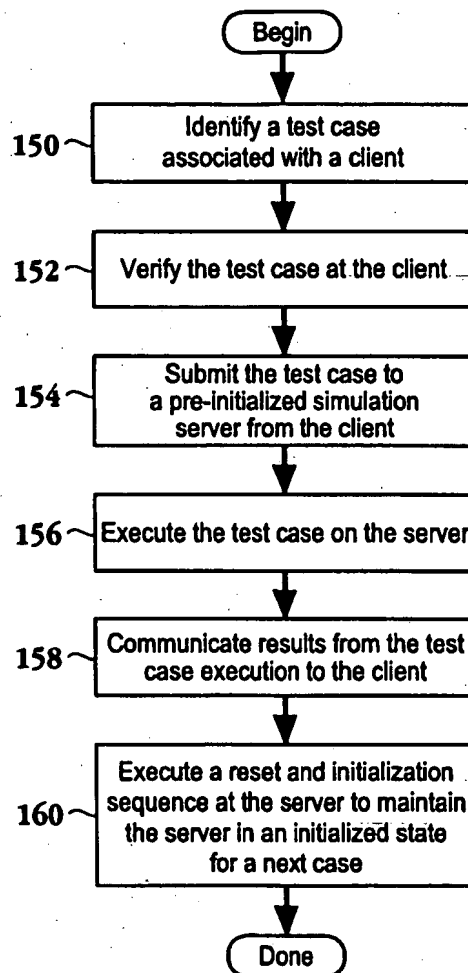 Begin
150
Identify a test case
associated with a client
152
Verify the test case at the client
154
Submit the test case to
a pre-initialized simulation
server from the client
156
Execute the test case on the server
158
Communicate results from the test
case execution to the client
160
Execute a reset and initialization
sequence at the server to maintain
the server in an initialized state
for a next case
Done